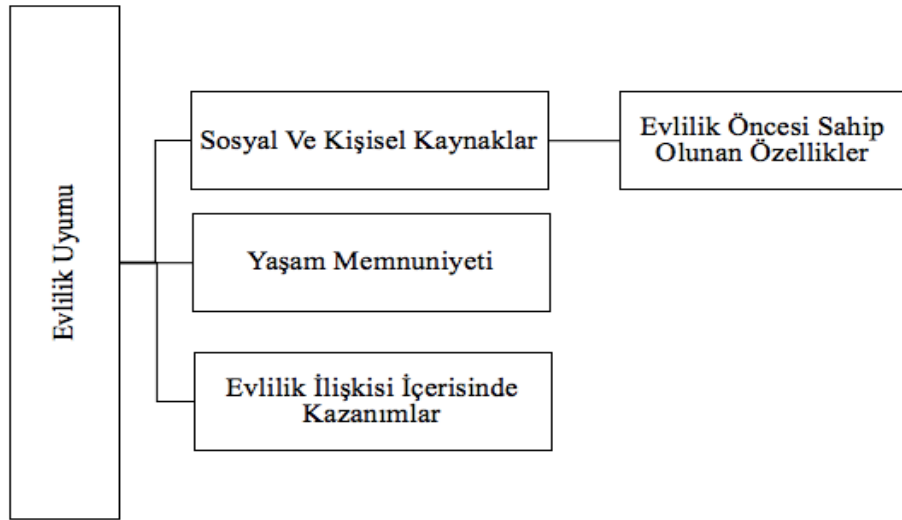 Evlilik Uyumu
Sosyal Ve Kişisel Kaynaklar
Evlilik Öncesi Sahip
Olunan Özellikler
Yaşam Memnuniyeti
Evlilik İlişkisi İçerisinde
Kazanımlar